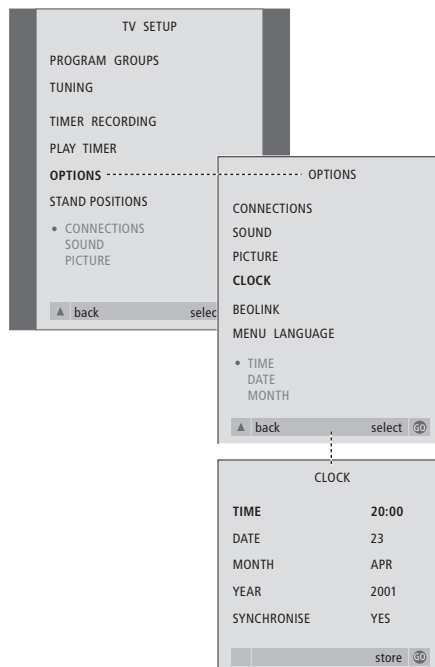 TV SETUP
PROGRAM GROUPS
TUNING
TIMER RECORDING
PLAY TIMER
OPTIONS
STAND POSITIONS
• CONNECTIONS
SOUND
PICTURE
▲ back selec
OPTIONS
CONNECTIONS
SOUND
PICTURE
CLOCK
BEOLINK
MENU LANGUAGE
• TIME
DATE
MONTH
▲ back select GO
CLOCK
TIME 20:00
DATE 23
MONTH APR
YEAR 2001
SYNCHRONISE YES
store GO